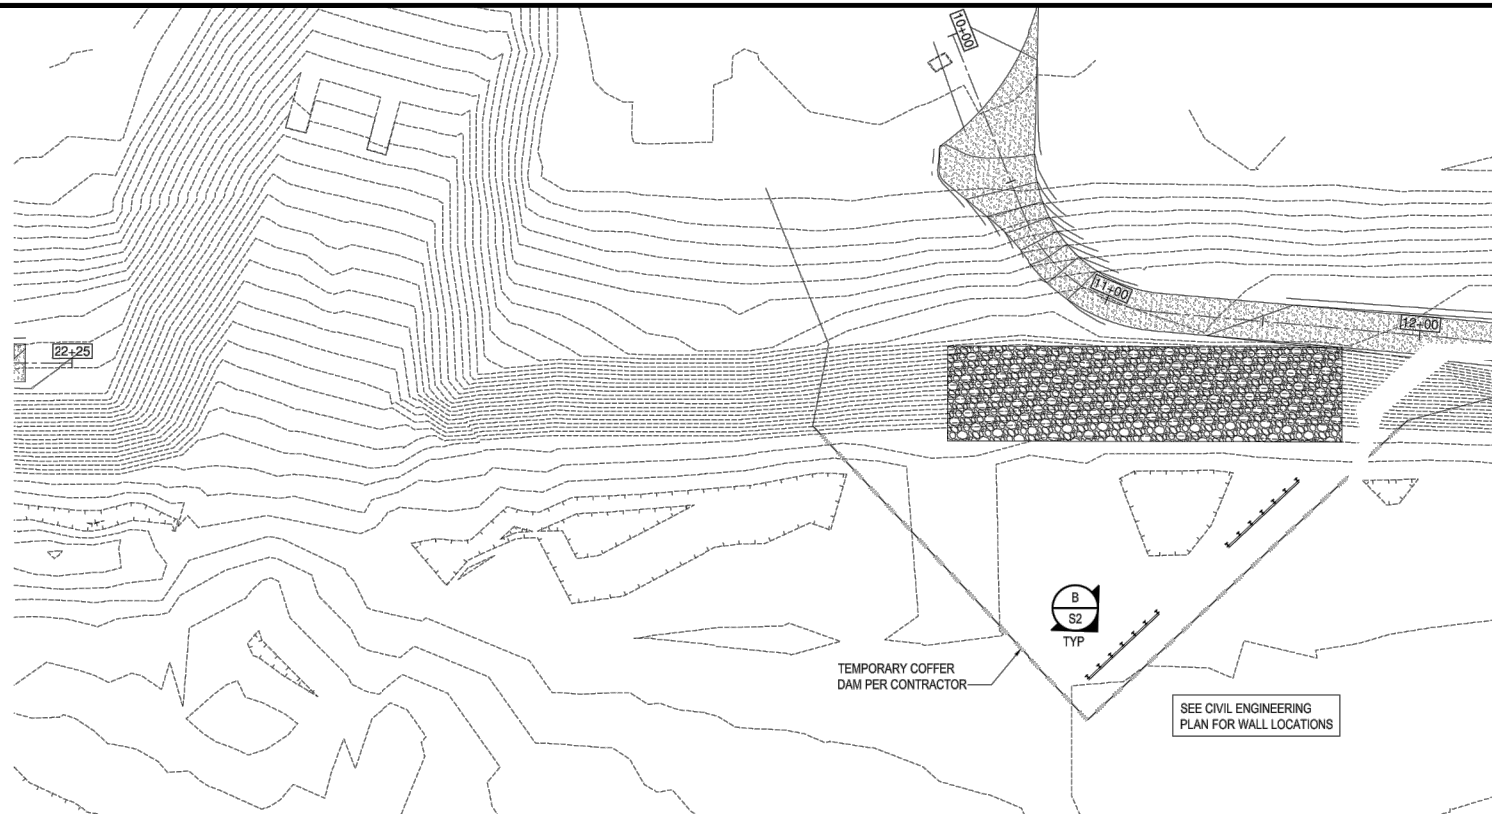 10+00
11+00
12+00
22+25
B
S2
TYP
TEMPORARY COFFER
DAM PER CONTRACTOR
SEE CIVIL ENGINEERING
PLAN FOR WALL LOCATIONS